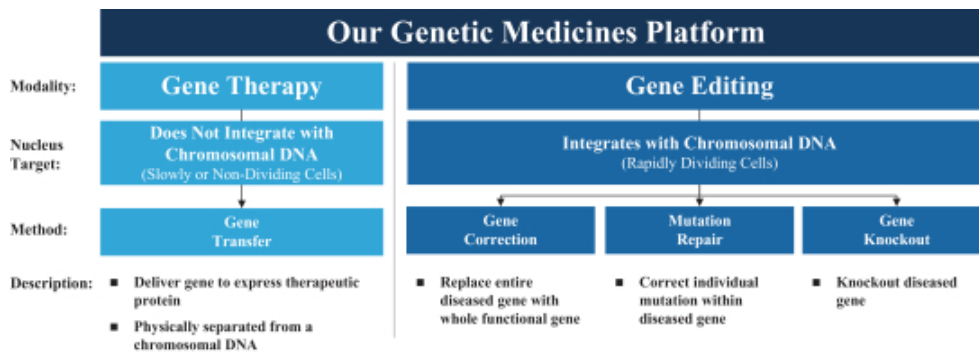 Our Genetic Medicines Platform
Modality:
Gene Therapy
Gene Editing
Nucleus
Target:
Does Not Integrate with
Chromosomal DNA
(Slowly or Non-Dividing Cells)
Integrates with Chromosomal DNA
(Rapidly Dividing Cells)
Method:
Gene
Transfer
Gene
Correction
Mutation
Repair
Gene
Knockout
Description:
■ Deliver gene to express therapeutic
protein
■ Physically separated from a
chromosomal DNA
■ Replace entire
diseased gene with
whole functional gene
■ Correct individual
mutation within
diseased gene
■ Knockout diseased
gene